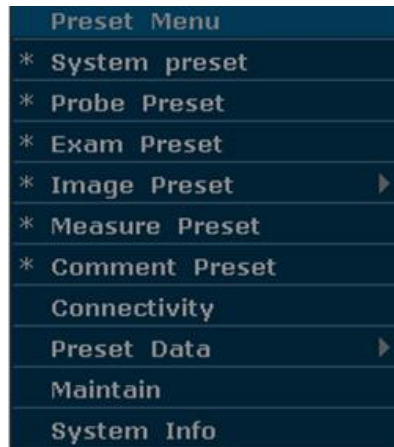 Preset Menu
* System preset
* Probe Preset
* Exam Preset
* Image Preset
* Measure Preset
* Comment Preset
Connectivity
Preset Data
Maintain
System Info